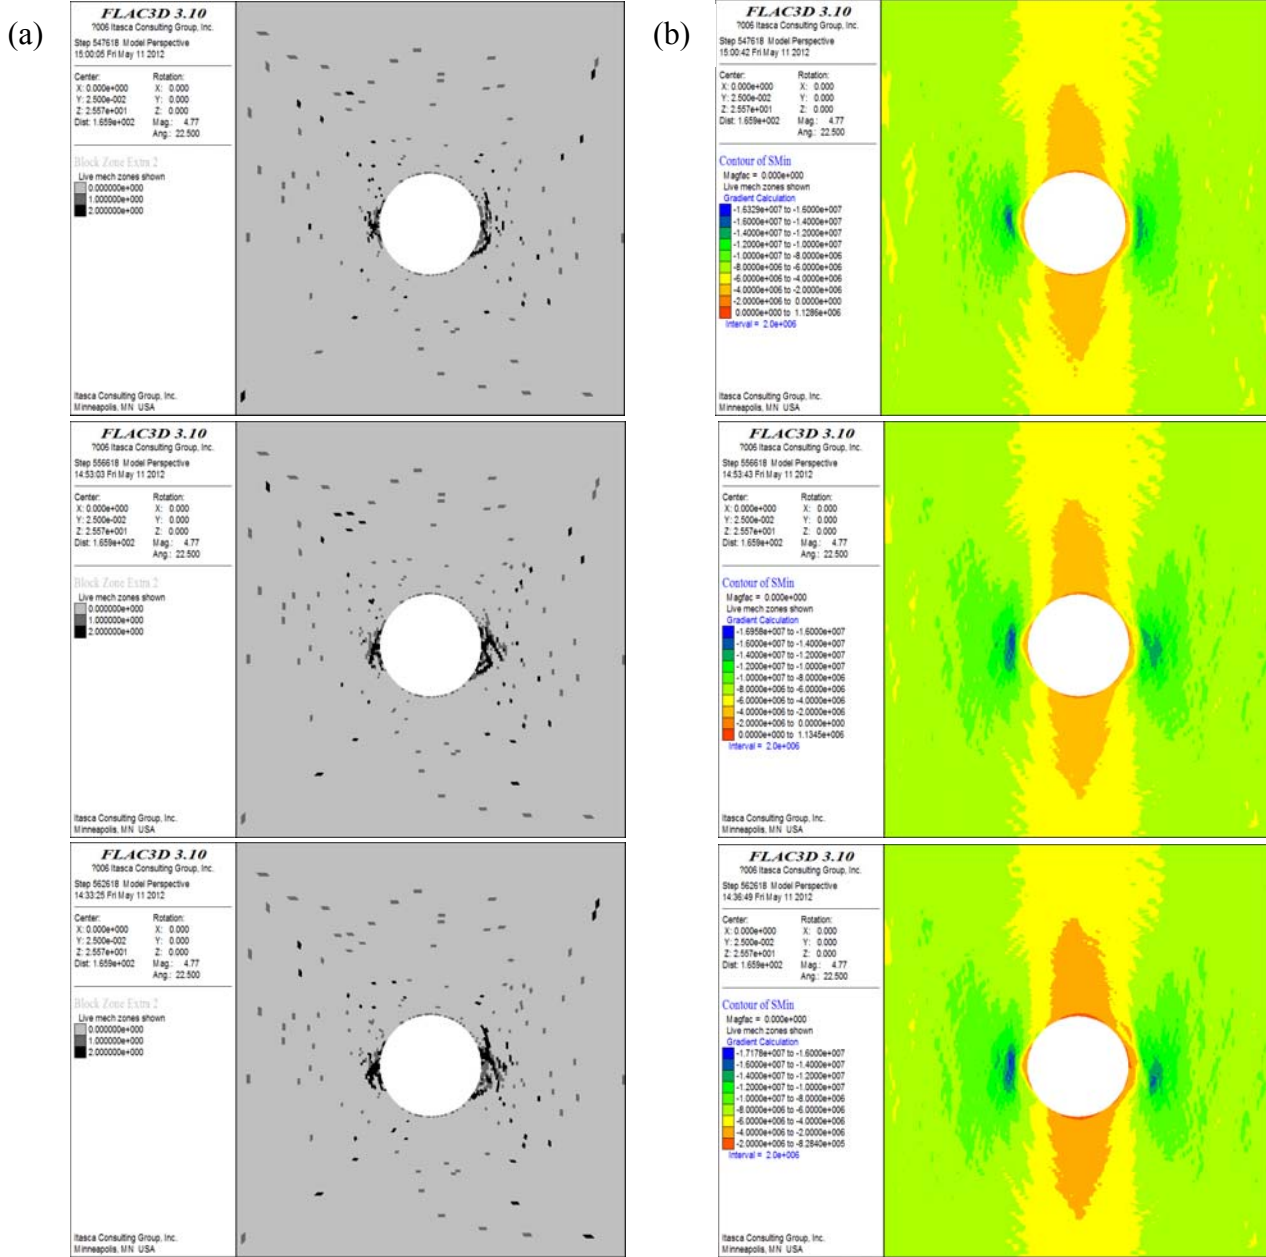 (a)
FLAC3D 3.10
?006 Itasca Consulting Group, Inc.
Step 547618 Model Perspective
15:00:05 Fri May 11 2012
Center: Rotation:
X: 0.000e+000 X: 0.000
Y: 2.500e-002 Y: 0.000
Z: 2.557e+001 Z: 0.000
Dist: 1.659e+002 Mag.: 4.77
Ang.: 22.500
Block Zone Extra 2
Live mech zones shown
0.000000e+000
1.000000e+000
2.000000e+000
Itasca Consulting Group, Inc.
Minneapolis, MN USA
(b)
FLAC3D 3.10
?006 Itasca Consulting Group, Inc.
Step 547618 Model Perspective
15:00:42 Fri May 11 2012
Center: Rotation:
X: 0.000e+000 X: 0.000
Y: 2.500e-002 Y: 0.000
Z: 2.557e+001 Z: 0.000
Dist: 1.659e+002 Mag.: 4.77
Ang.: 22.500
Contour of SMin
Magfac = 0.000e+000
Live mech zones shown
Gradient Calculation
-1.6329e+007 to -1.6000e+007
-1.6000e+007 to -1.4000e+007
-1.4000e+007 to -1.2000e+007
-1.2000e+007 to -1.0000e+007
-1.0000e+007 to -8.0000e+006
-8.0000e+006 to -6.0000e+006
-6.0000e+006 to -4.0000e+006
-4.0000e+006 to -2.0000e+006
-2.0000e+006 to 0.0000e+000
0.0000e+000 to 1.1286e+006
Interval = 2.0e+006
Itasca Consulting Group, Inc.
Minneapolis, MN USA
FLAC3D 3.10
?006 Itasca Consulting Group, Inc.
Step 556618 Model Perspective
14:53:03 Fri May 11 2012
Center: Rotation:
X: 0.000e+000 X: 0.000
Y: 2.500e-002 Y: 0.000
Z: 2.557e+001 Z: 0.000
Dist: 1.659e+002 Mag.: 4.77
Ang.: 22.500
Block Zone Extra 2
Live mech zones shown
0.000000e+000
1.000000e+000
2.000000e+000
Itasca Consulting Group, Inc.
Minneapolis, MN USA
FLAC3D 3.10
?006 Itasca Consulting Group, Inc.
Step 556618 Model Perspective
14:53:43 Fri May 11 2012
Center: Rotation:
X: 0.000e+000 X: 0.000
Y: 2.500e-002 Y: 0.000
Z: 2.557e+001 Z: 0.000
Dist: 1.659e+002 Mag.: 4.77
Ang.: 22.500
Contour of SMin
Magfac = 0.000e+000
Live mech zones shown
Gradient Calculation
-1.6958e+007 to -1.6000e+007
-1.6000e+007 to -1.4000e+007
-1.4000e+007 to -1.2000e+007
-1.2000e+007 to -1.0000e+007
-1.0000e+007 to -8.0000e+006
-8.0000e+006 to -6.0000e+006
-6.0000e+006 to -4.0000e+006
-4.0000e+006 to -2.0000e+006
-2.0000e+006 to 0.0000e+000
0.0000e+000 to 1.1345e+006
Interval = 2.0e+006
Itasca Consulting Group, Inc.
Minneapolis, MN USA
FLAC3D 3.10
?006 Itasca Consulting Group, Inc.
Step 562618 Model Perspective
14:33:25 Fri May 11 2012
Center: Rotation:
X: 0.000e+000 X: 0.000
Y: 2.500e-002 Y: 0.000
Z: 2.557e+001 Z: 0.000
Dist: 1.659e+002 Mag.: 4.77
Ang.: 22.500
Block Zone Extra 2
Live mech zones shown
0.000000e+000
1.000000e+000
2.000000e+000
Itasca Consulting Group, Inc.
Minneapolis, MN USA
FLAC3D 3.10
?006 Itasca Consulting Group, Inc.
Step 562618 Model Perspective
14:36:49 Fri May 11 2012
Center: Rotation:
X: 0.000e+000 X: 0.000
Y: 2.500e-002 Y: 0.000
Z: 2.557e+001 Z: 0.000
Dist: 1.659e+002 Mag.: 4.77
Ang.: 22.500
Contour of SMin
Magfac = 0.000e+000
Live mech zones shown
Gradient Calculation
-1.7178e+007 to -1.6000e+007
-1.6000e+007 to -1.4000e+007
-1.4000e+007 to -1.2000e+007
-1.2000e+007 to -1.0000e+007
-1.0000e+007 to -8.0000e+006
-8.0000e+006 to -6.0000e+006
-6.0000e+006 to -4.0000e+006
-4.0000e+006 to -2.0000e+006
-2.0000e+006 to -8.2840e+005
Interval = 2.0e+006
Itasca Consulting Group, Inc.
Minneapolis, MN USA